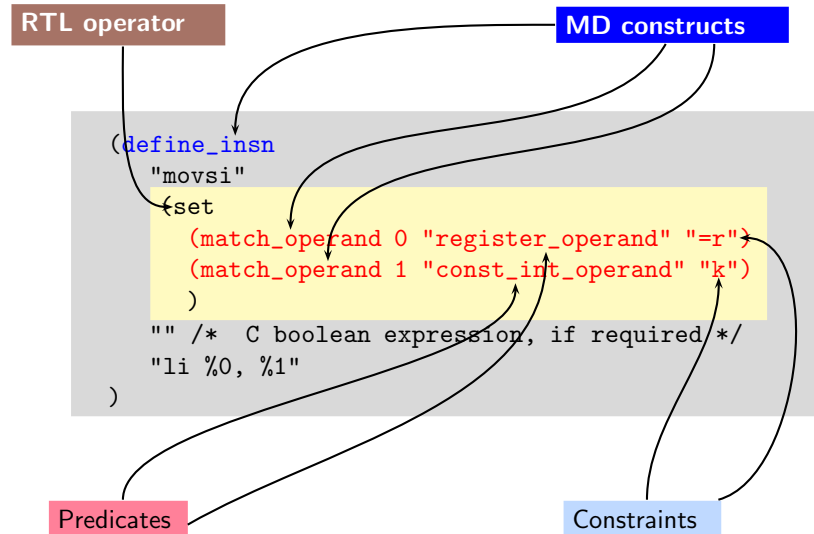 RTL operator
MD constructs
(define_insn
"movsi"
(set
(match_operand 0 "register_operand" "=r")
(match_operand 1 "const_int_operand" "k")
)
"" /*  C boolean expression, if required */
"li %0, %1"
)
Predicates
Constraints